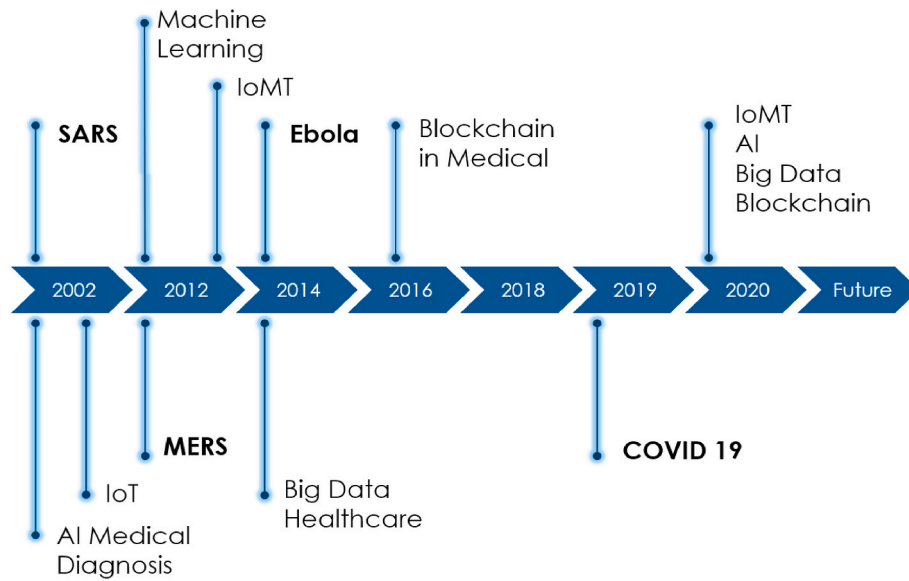 Machine
Learning
IoMT
SARS
Ebola
Blockchain
in Medical
IoMT
AI
Big Data
Blockchain
2002
2012
2014
2016
2018
2019
2020
Future
MERS
COVID 19
IoT
Big Data
Healthcare
AI Medical
Diagnosis